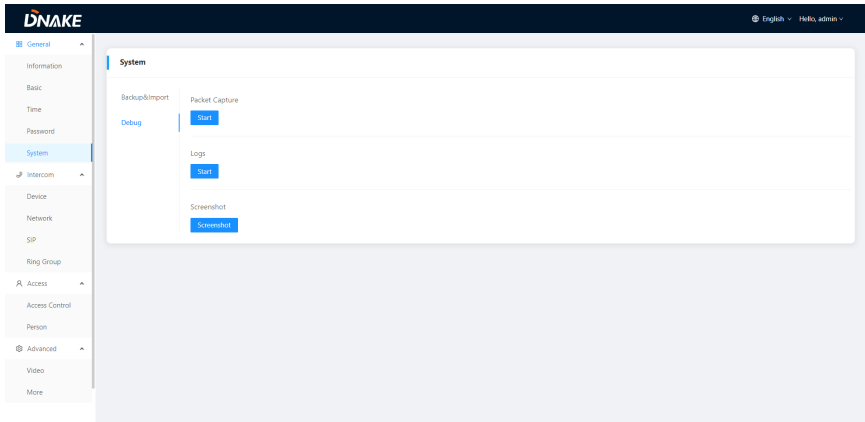 DNAKE
English
Hello, admin
General
Information
Basic
Time
Password
System
Intercom
Device
Network
SIP
Ring Group
Access
Access Control
Person
Advanced
Video
More
System
Backup&Import
Debug
Packet Capture
Start
Logs
Start
Screenshot
Screenshot